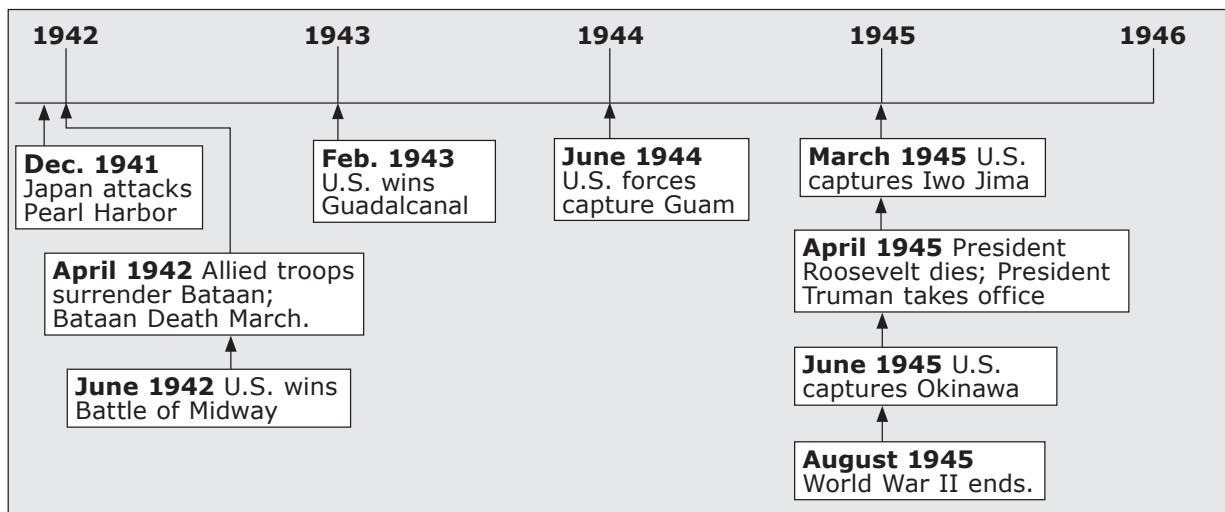 1942
1943
1944
1945
1946
Dec. 1941
Japan attacks
Pearl Harbor
April 1942 Allied troops
surrender Bataan;
Bataan Death March.
June 1942 U.S. wins
Battle of Midway
Feb. 1943
U.S. wins
Guadalcanal
June 1944
U.S. forces
capture Guam
March 1945 U.S.
captures Iwo Jima
April 1945 President
Roosevelt dies; President
Truman takes office
June 1945 U.S.
captures Okinawa
August 1945
World War II ends.